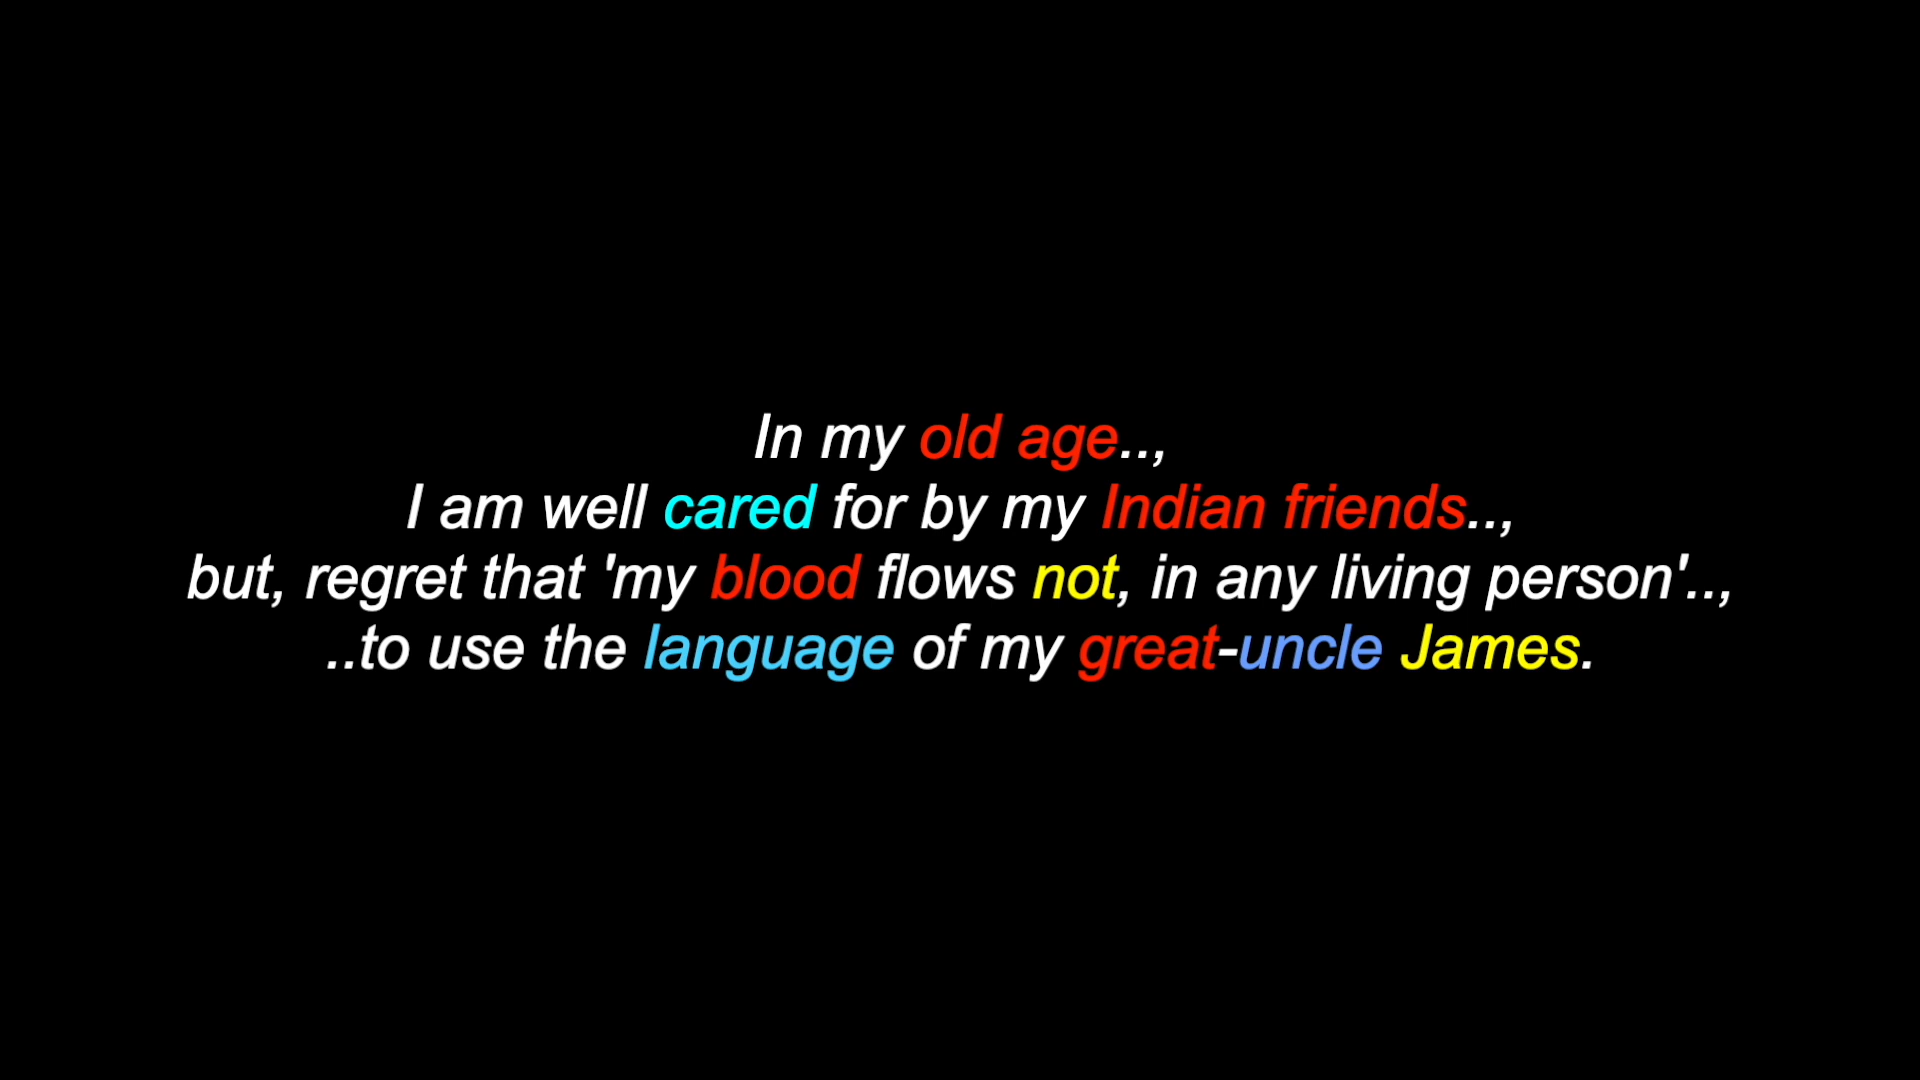 In my old age..,
I am well cared for by my Indian friends..,
but, regret that 'my blood flows not, in any living person'..,
..to use the language of my great-uncle James.